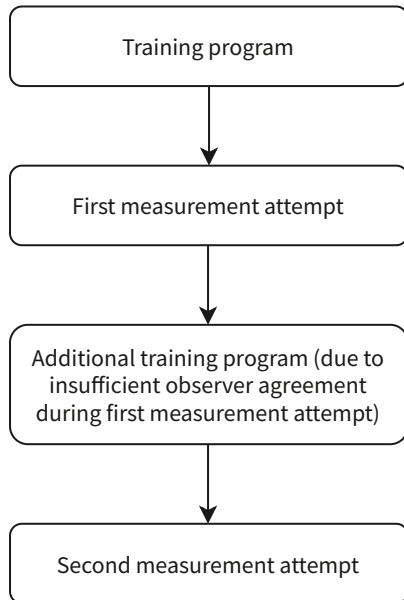 Training program
First measurement attempt
Additional training program (due to
insufficient observer agreement
during first measurement attempt)
Second measurement attempt